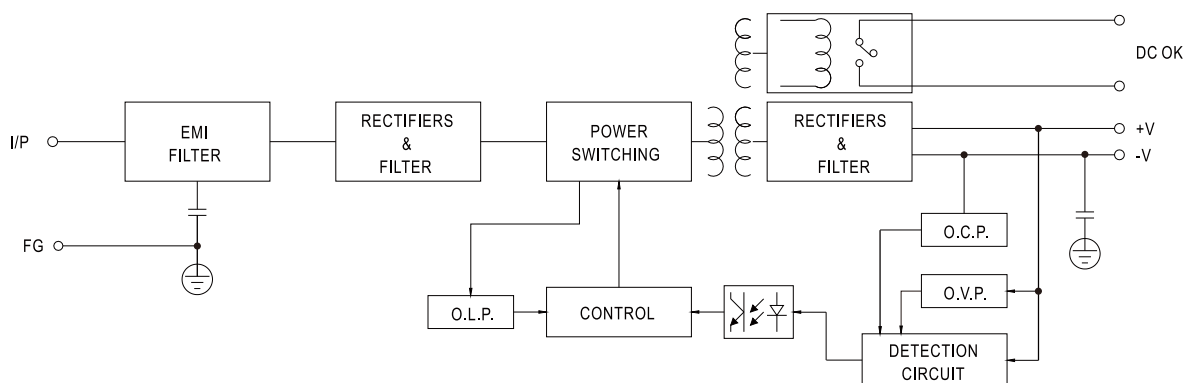 DC OK
I/P
EMI
FILTER
RECTIFIERS
&
FILTER
POWER
SWITCHING
RECTIFIERS
&
FILTER
+V
-V
FG
O.C.P.
O.V.P.
O.L.P.
CONTROL
DETECTION
CIRCUIT